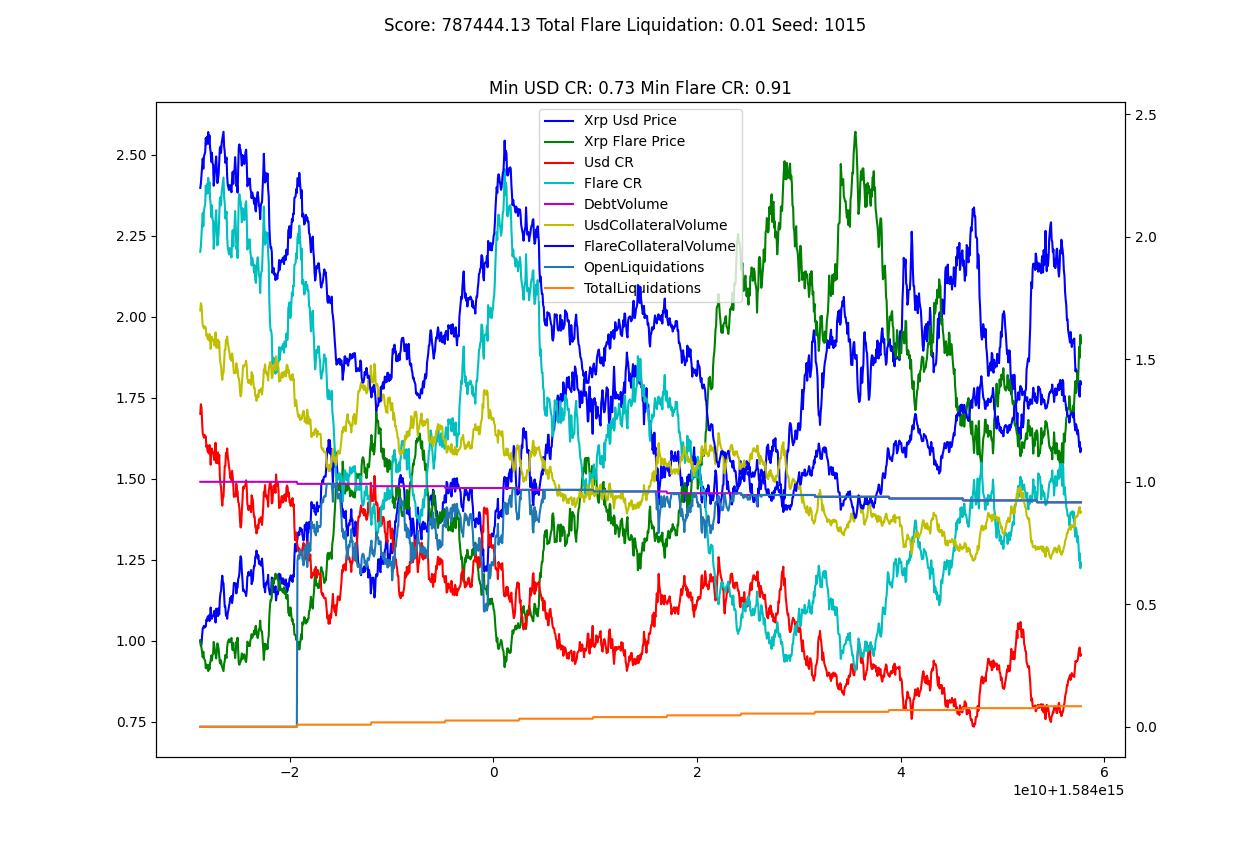 Score: 787444.13 Total Flare Liquidation: 0.01 Seed: 1015
Min USD CR: 0.73 Min Flare CR: 0.91
Xrp Usd Price
Xrp Flare Price
Usd CR
Flare CR
DebtVolume
UsdCollateralVolume
FlareCollateralVolume
OpenLiquidations
TotalLiquidations
2.50
2.25
2.00
1.75
1.50
1.25
1.00
0.75
2.5
2.0
1.5
1.0
0.5
0.0
−2
0
2
4
6
1e10+1.584e15